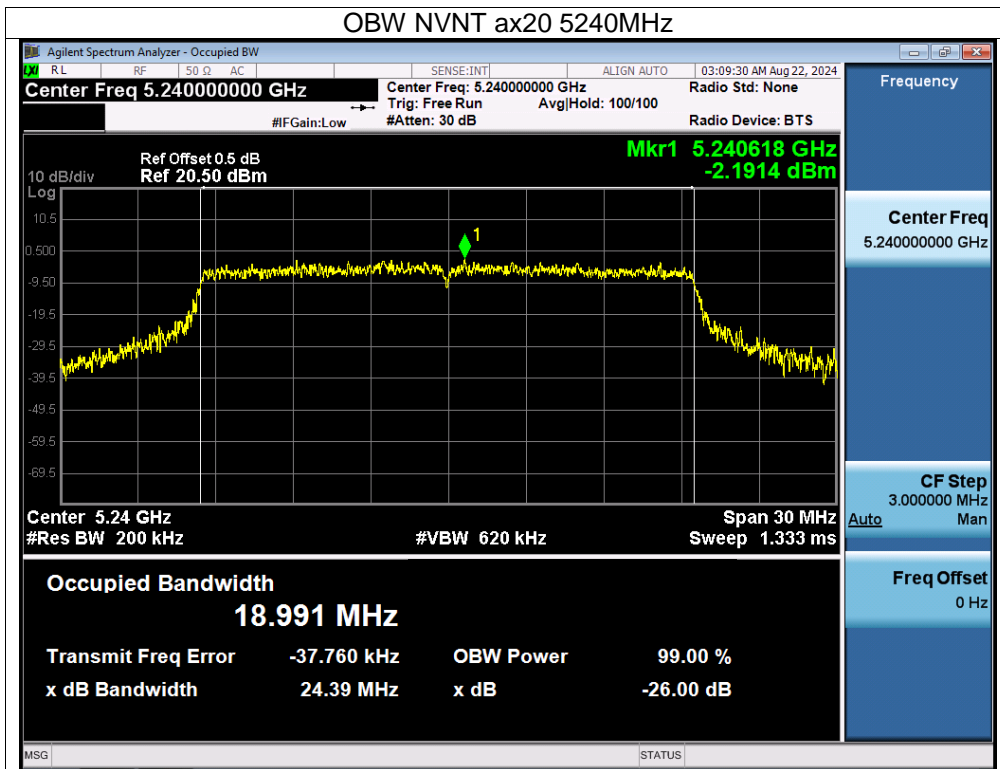 OBW NVNT ax20 5240MHz
Agilent Spectrum Analyzer - Occupied BW
LXI RL RF 50 Ω AC SENSE:INT ALIGN AUTO 03:09:30 AM Aug 22, 2024
Center Freq 5.240000000 GHz
Center Freq: 5.240000000 GHz Radio Std: None
Trig: Free Run Avg|Hold: 100/100
#IFGain:Low #Atten: 30 dB Radio Device: BTS
Frequency
Mkr1 5.240618 GHz
-2.1914 dBm
Ref Offset 0.5 dB
10 dB/div Ref 20.50 dBm
Log
10.5
0.500
-9.50
-19.5
-29.5
-39.5
-49.5
-59.5
-69.5
1
Center 5.24 GHz Span 30 MHz
#Res BW 200 kHz #VBW 620 kHz Sweep 1.333 ms
Center Freq
5.240000000 GHz
CF Step
3.000000 MHz
Auto Man
Freq Offset
0 Hz
Occupied Bandwidth
18.991 MHz
Transmit Freq Error -37.760 kHz OBW Power 99.00 %
x dB Bandwidth 24.39 MHz x dB -26.00 dB
MSG STATUS